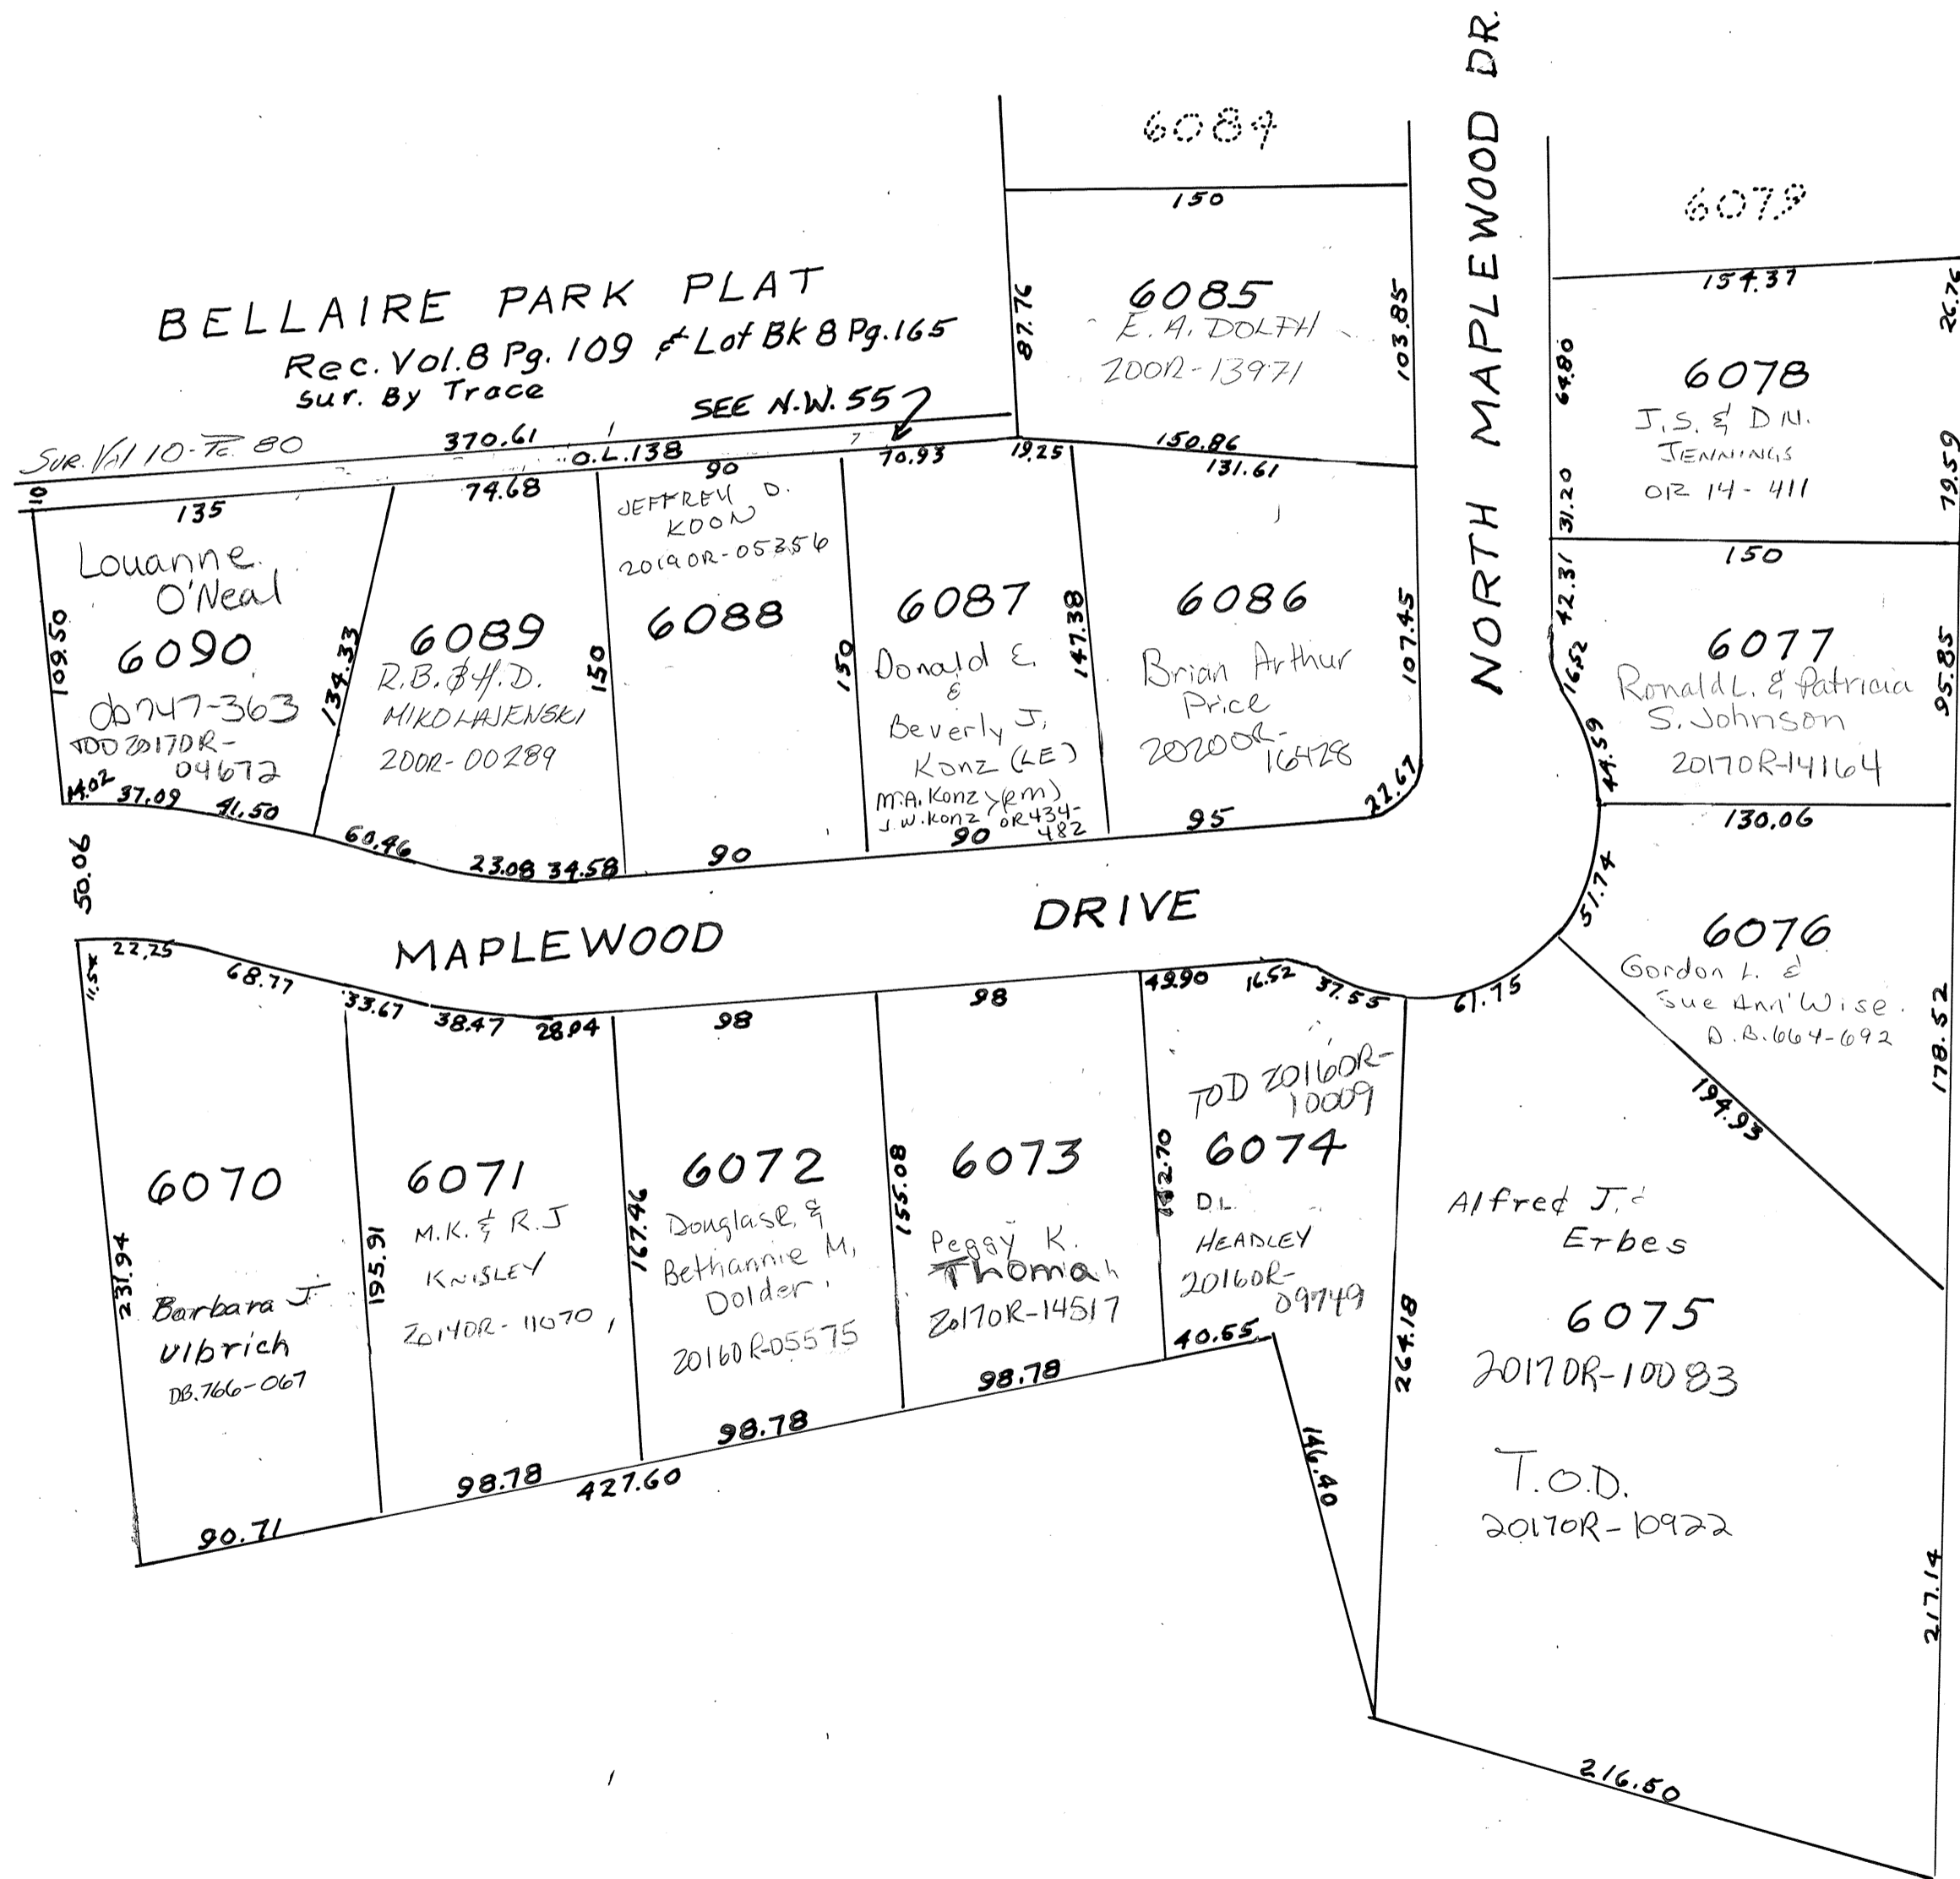 NORTH MAPLEWOOD DR.
6084
150
6079
154.37
26.76
BELLAIRE PARK PLAT
Rec. Vol. 8 Pg. 109 & Lot Bk 8 Pg. 165
Sur. By Trace
SEE N.W. 55
87.76
6085
E. A. DOLPH
200R-13971
103.85
64.80
6078
J.S. & D M.
JENNINGS
OR 14-411
31.20
79.59
Sur. Vol 10-Pg. 80
370.61
O.L. 138
10
135
74.68
90
70.93
19.25
150.86
131.61
150
Louanne
O'Neal
109.50
6090
Db747-363
TOD 2017OR-
04672
134.33
6089
R.B. & H.D.
MIKOLAJENSKI
200R-00289
150
JEFFREY D.
KOON
2019OR-05356
6088
150
6087
Donald E.
&
Beverly J.
Konz (LE)
M.A. Konz (RM)
J.W. Konz OR434-
482
147.38
6086
Brian Arthur
Price
2020OR-
16428
107.45
42.31
16.52
44.59
6077
Ronald L. & Patricia
S. Johnson
2017OR-14164
95.85
14.02
37.09
41.50
60.46
23.08
34.58
90
90
95
22.67
130.06
50.06
MAPLEWOOD DRIVE
51.74
6076
Gordon L. &
Sue Ann Wise
D.B. 664-692
178.52
22.25
11.54
68.77
33.67
38.47
28.04
98
98
49.90
16.52
37.55
61.75
194.93
231.94
6070
Barbara J
Ulbrich
DB. 766-067
195.91
6071
M.K. & R.J
KNISLEY
2014OR-11070
167.46
6072
Douglas R. &
Bethannie M.
Dolder
2016OR-05575
155.08
6073
Peggy K.
Thomah
2017OR-14517
TOD 2016OR-
10009
6074
D.L.
HEADLEY
2016OR-
09749
264.18
Alfred J. &
Erbes
6075
2017OR-10083
T.O.D.
2017OR-10922
90.71
98.78
427.60
98.78
98.78
40.55
146.40
217.14
216.50